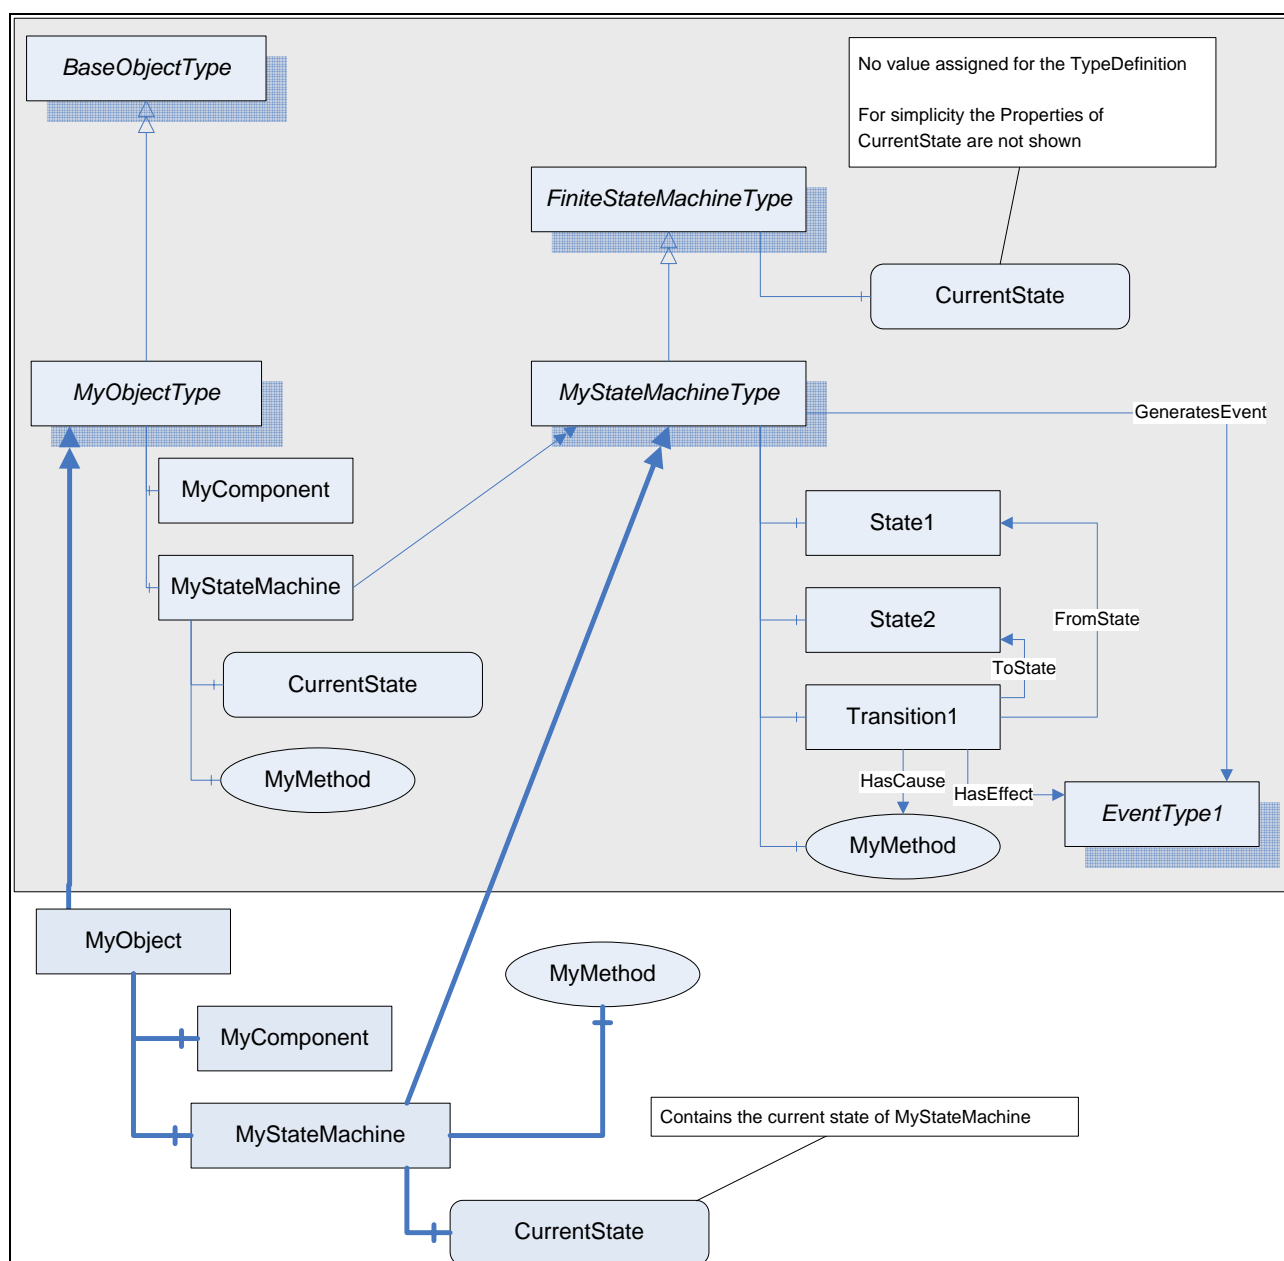 BaseObjectType
No value assigned for the TypeDefinition
For simplicity the Properties of
CurrentState are not shown
FiniteStateMachineType
CurrentState
MyObjectType
MyStateMachineType
GeneratesEvent
MyComponent
State1
MyStateMachine
State2
FromState
ToState
CurrentState
Transition1
MyMethod
HasCause
HasEffect
EventType1
MyMethod
MyObject
MyMethod
MyComponent
Contains the current state of MyStateMachine
MyStateMachine
CurrentState